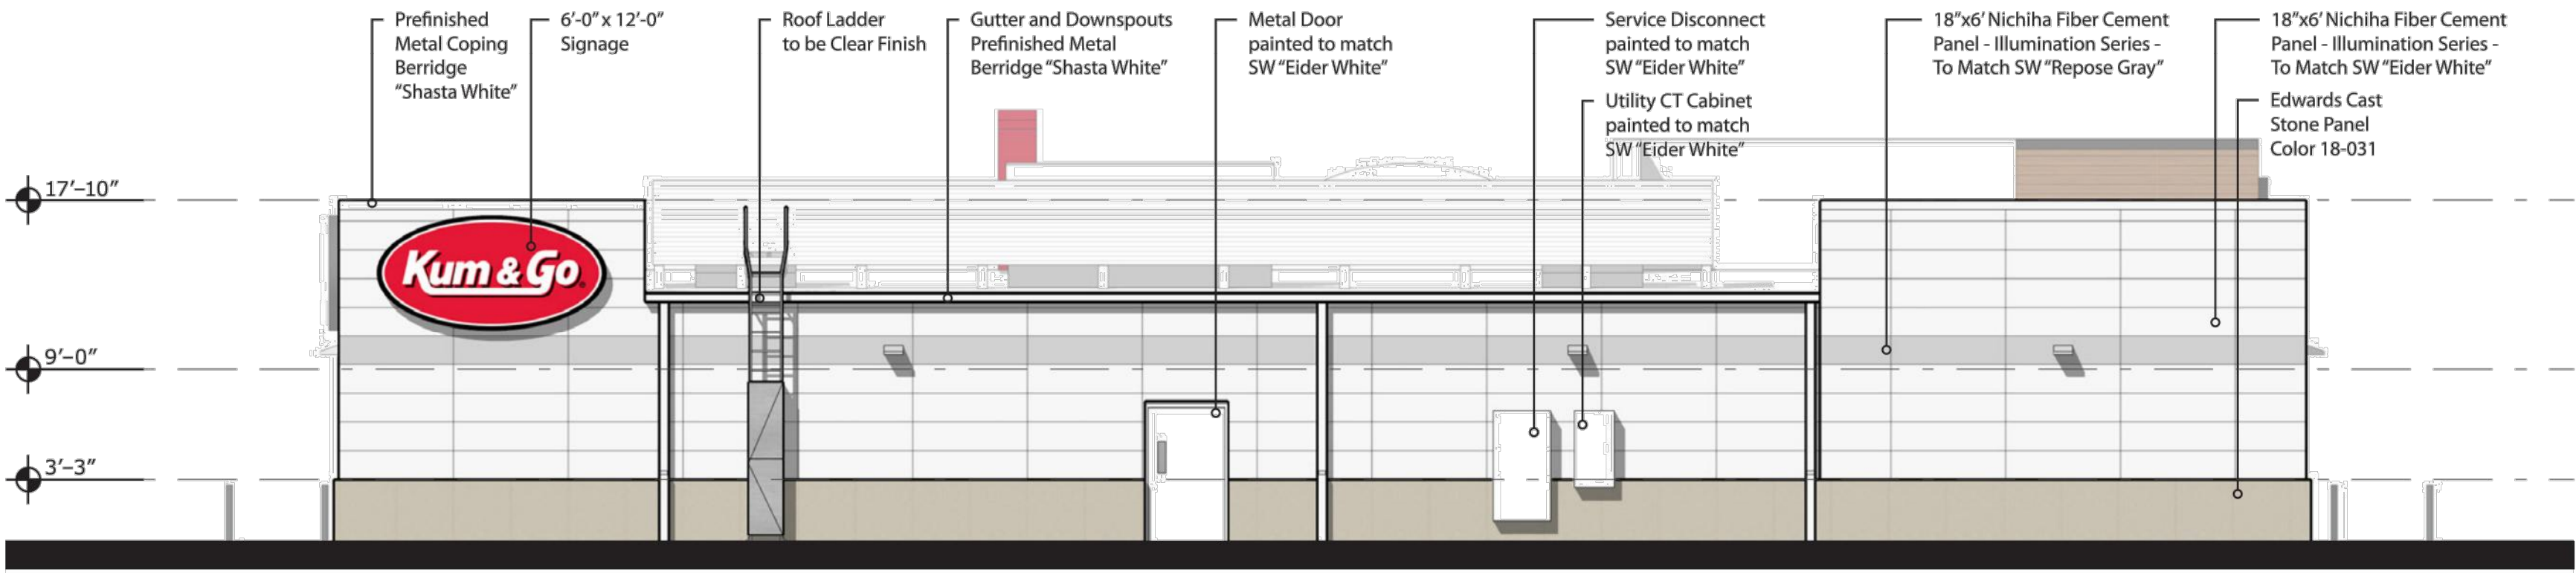 Prefinished
Metal Coping
Berridge
“Shasta White”
6’-0” x 12’-0”
Signage
Roof Ladder
to be Clear Finish
Gutter and Downspouts
Prefinished Metal
Berridge “Shasta White”
Metal Door
painted to match
SW “Eider White”
Service Disconnect
painted to match
SW “Eider White”
Utility CT Cabinet
painted to match
SW “Eider White”
18”x6’ Nichiha Fiber Cement
Panel - Illumination Series -
To Match SW “Repose Gray”
18”x6’ Nichiha Fiber Cement
Panel - Illumination Series -
To Match SW “Eider White”
Edwards Cast
Stone Panel
Color 18-031
17’–10”
Kum & Go®
9’–0”
3’–3”